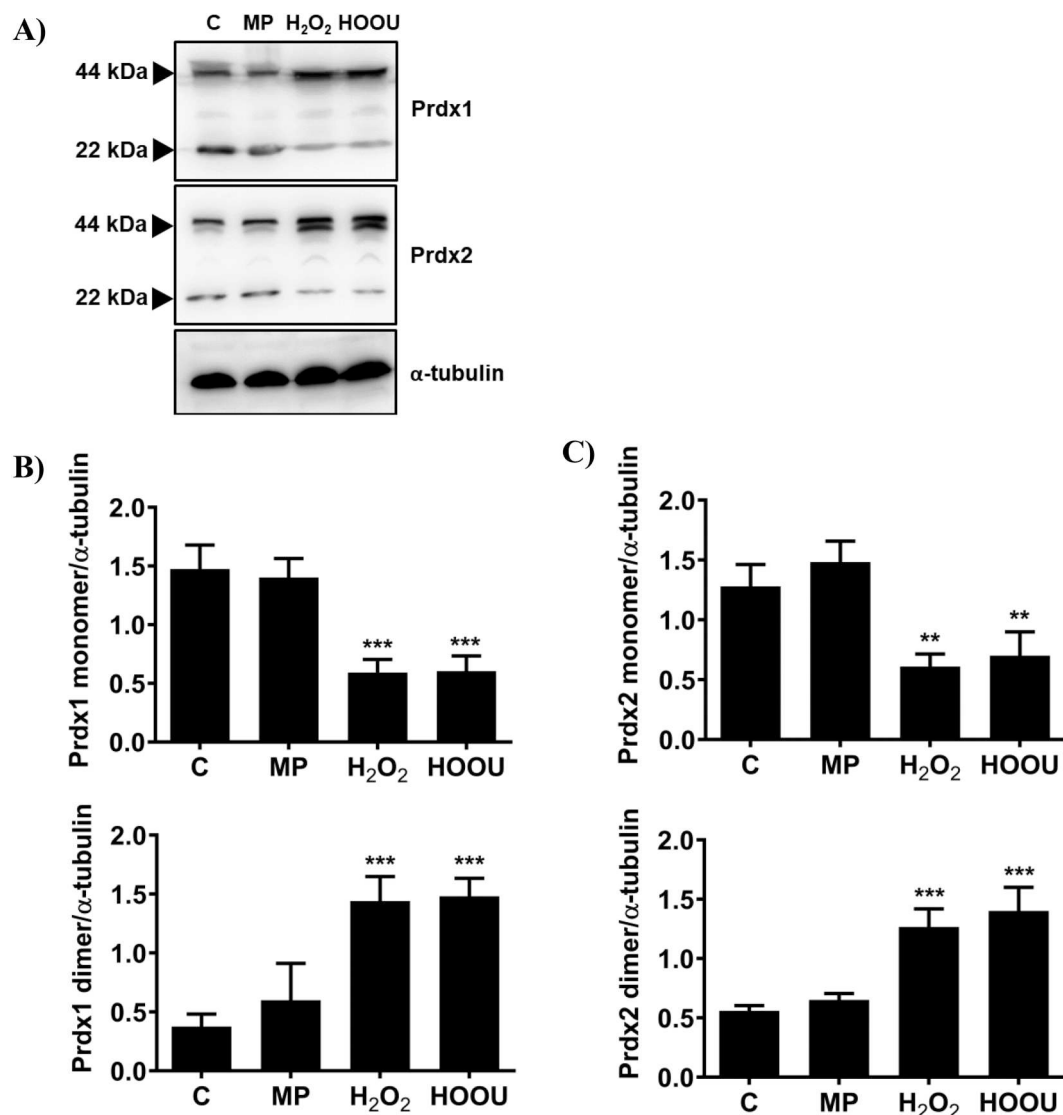 A)
C MP H₂O₂ HOOU
44 kDa
Prdx1
22 kDa
44 kDa
Prdx2
22 kDa
α-tubulin
B)
Prdx1 monomer/α-tubulin
2.0
1.5
1.0
0.5
0.0
*** ***
C MP H₂O₂ HOOU
C)
Prdx2 monomer/α-tubulin
2.0
1.5
1.0
0.5
0.0
** **
C MP H₂O₂ HOOU
Prdx1 dimer/α-tubulin
2.0
1.5
1.0
0.5
0.0
*** ***
C MP H₂O₂ HOOU
Prdx2 dimer/α-tubulin
2.0
1.5
1.0
0.5
0.0
*** ***
C MP H₂O₂ HOOU